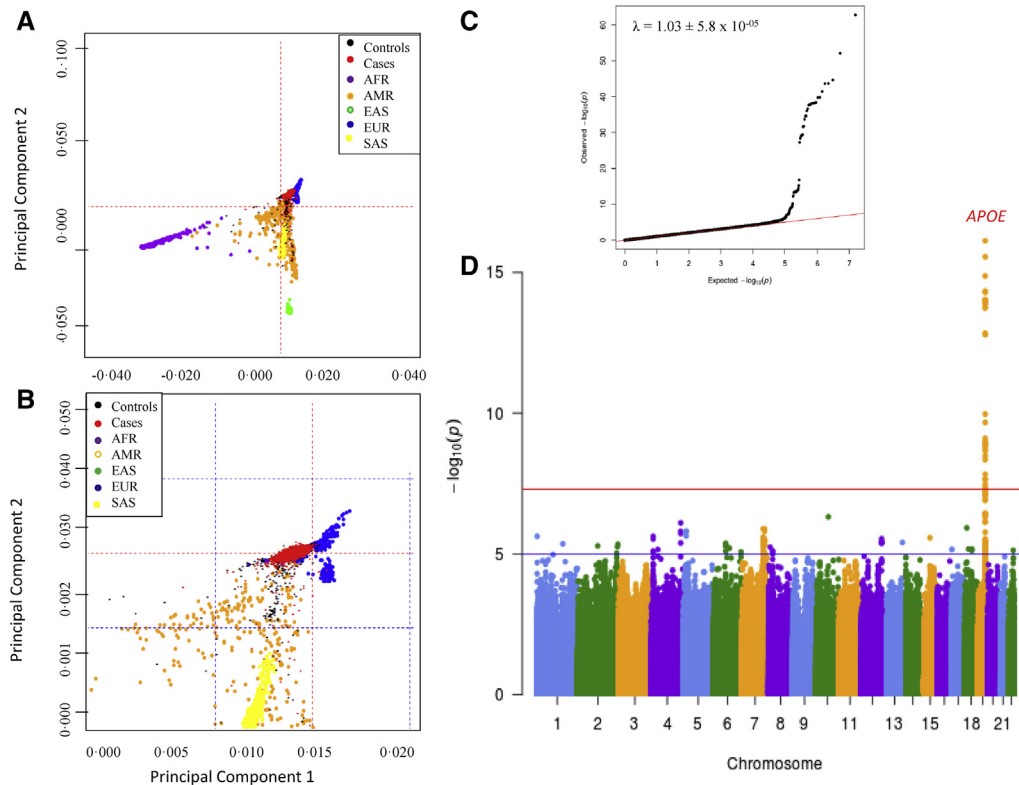 A
Principal Component 2
0·100
0·050
0·000
-0·050
-0·040
-0·020
0·000
0·020
0·040
Controls
Cases
AFR
AMR
EAS
EUR
SAS
B
Principal Component 2
0·050
0·040
0·030
0·002
0·001
0·000
0·000
0·005
0·010
0·015
0·020
Principal Component 1
Controls
Cases
AFR
AMR
EAS
EUR
SAS
C
λ = 1.03 ± 5.8 x 10-05
Observed −log10(p)
60
50
40
30
20
10
0
0 1 2 3 4 5 6 7
Expected −log10(p)
D
APOE
−log10(p)
15
10
5
0
1 2 3 4 5 6 7 8 9 11 13 15 18 21
Chromosome